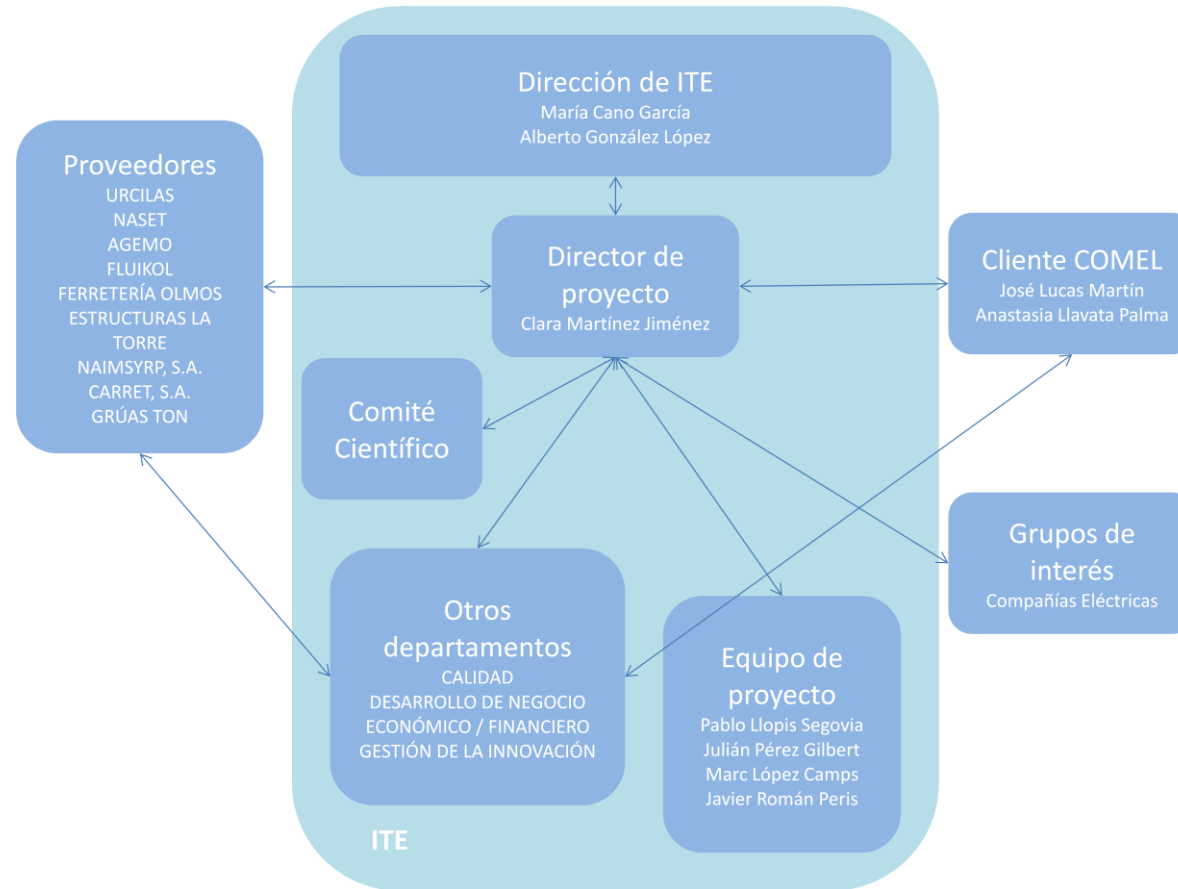 Dirección de ITE
María Cano García
Alberto González López
Proveedores
URCILAS
NASET
AGEMO
FLUIKOL
FERRETERÍA OLMOS
ESTRUCTURAS LA
TORRE
NAIMSYRP, S.A.
CARRET, S.A.
GRÚAS TON
Director de
proyecto
Clara Martínez Jiménez
Cliente COMEL
José Lucas Martín
Anastasia Llavata Palma
Comité
Científico
Grupos de
interés
Compañías Eléctricas
Otros
departamentos
CALIDAD
DESARROLLO DE NEGOCIO
ECONÓMICO / FINANCIERO
GESTIÓN DE LA INNOVACIÓN
Equipo de
proyecto
Pablo Llopis Segovia
Julián Pérez Gilbert
Marc López Camps
Javier Román Peris
ITE